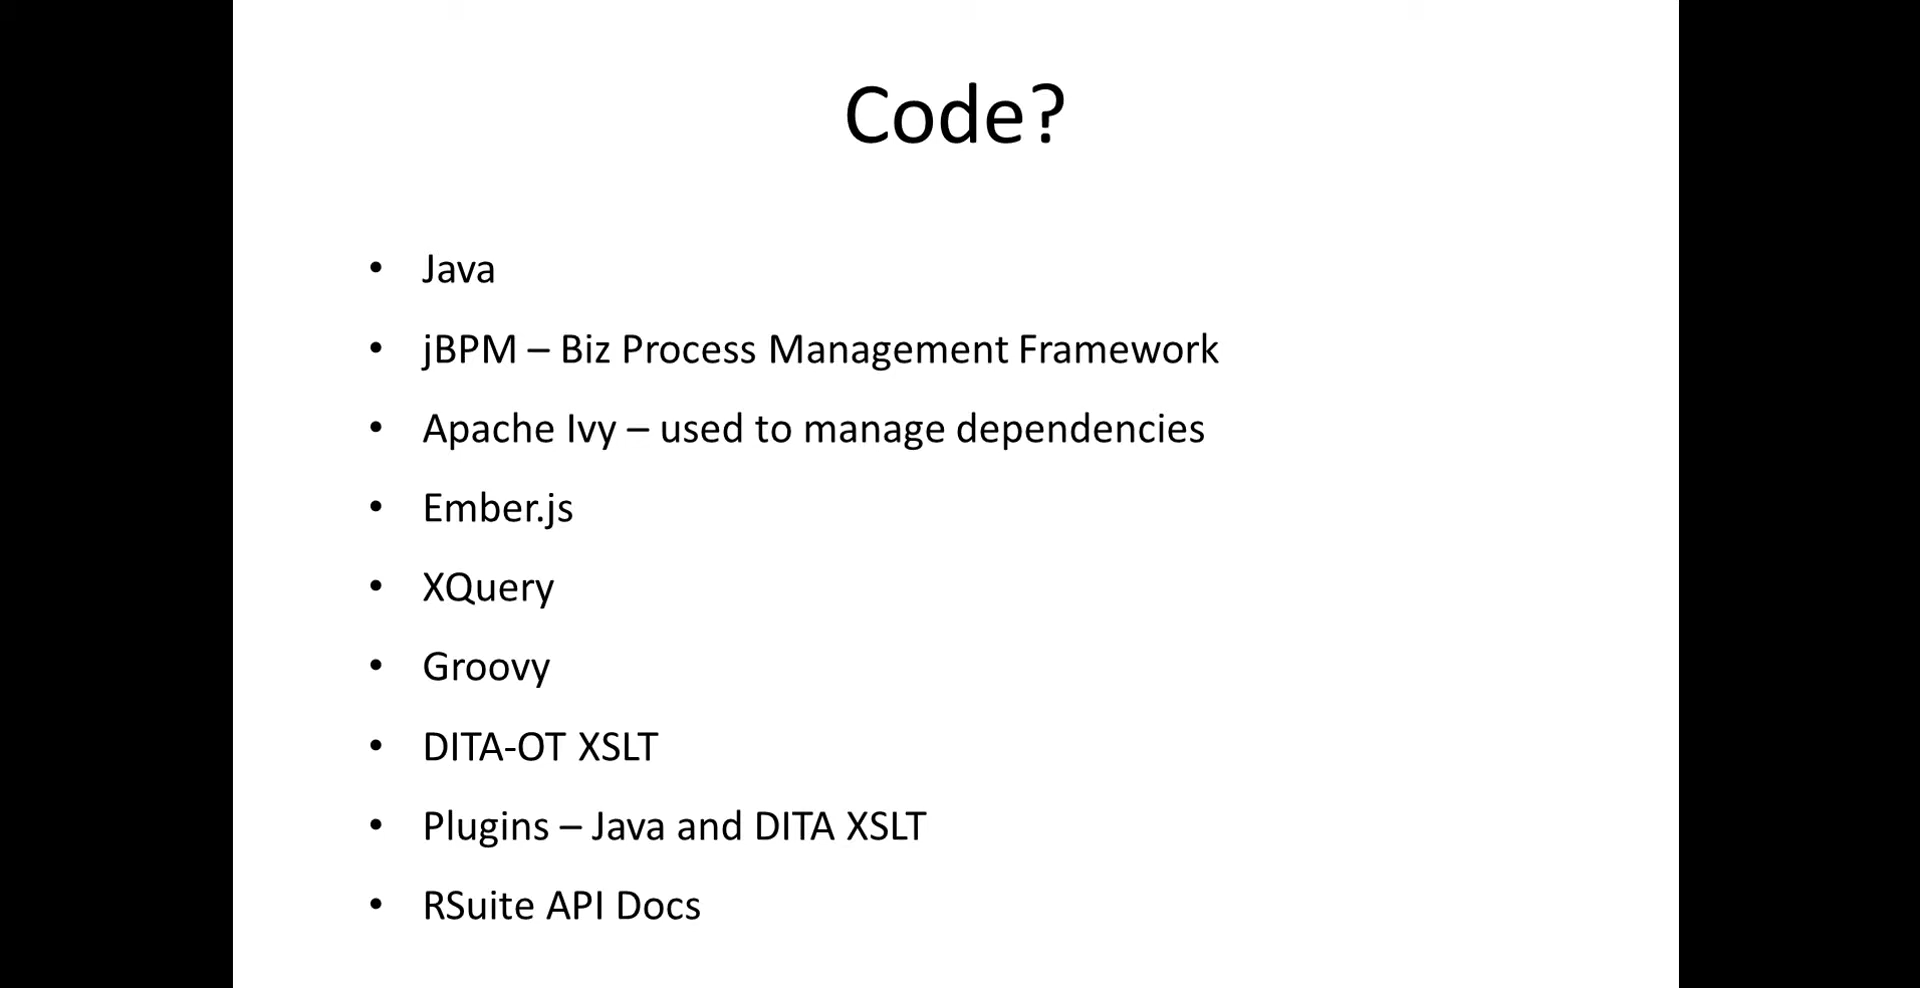 Code?
• Java
• jBPM – Biz Process Management Framework
• Apache Ivy – used to manage dependencies
• Ember.js
• XQuery
• Groovy
• DITA-OT XSLT
• Plugins – Java and DITA XSLT
• RSuite API Docs